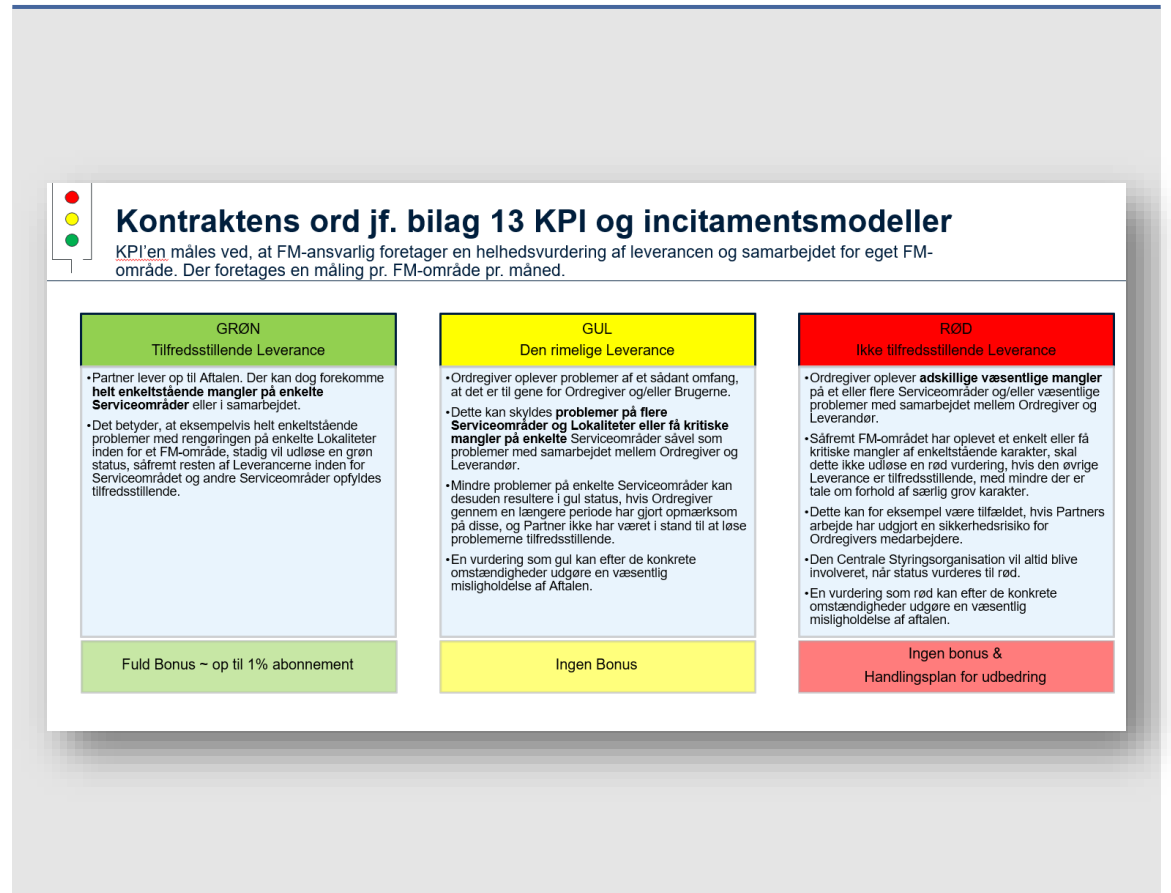 Kontraktens ord jf. bilag 13 KPI og incitamentsmodeller
KPI'en måles ved, at FM-ansvarlig foretager en helhedsvurdering af leverancen og samarbejdet for eget FM-
område. Der foretages en måling pr. FM-område pr. måned.
GRØN
Tilfredsstillende Leverance
•Partner lever op til Aftalen. Der kan dog forekomme
helt enkeltstående mangler på enkelte
Serviceområder eller i samarbejdet.
•Det betyder, at eksempelvis helt enkeltstående
problemer med rengøringen på enkelte Lokaliteter
inden for et FM-område, stadig vil udløse en grøn
status, såfremt resten af Leverancerne inden for
Serviceområdet og andre Serviceområder opfyldes
tilfredsstillende.
Fuld Bonus ~ op til 1% abonnement
GUL
Den rimelige Leverance
•Ordregiver oplever problemer af et sådant omfang,
at det er til gene for Ordregiver og/eller Brugerne.
•Dette kan skyldes problemer på flere
Serviceområder og Lokaliteter eller få kritiske
mangler på enkelte Serviceområder såvel som
problemer med samarbejdet mellem Ordregiver og
Leverandør.
•Mindre problemer på enkelte Serviceområder kan
desuden resultere i gul status, hvis Ordregiver
gennem en længere periode har gjort opmærksom
på disse, og Partner ikke har været i stand til at løse
problemerne tilfredsstillende.
•En vurdering som gul kan efter de konkrete
omstændigheder udgøre en væsentlig
misligholdelse af Aftalen.
Ingen Bonus
RØD
Ikke tilfredsstillende Leverance
•Ordregiver oplever adskillige væsentlige mangler
på et eller flere Serviceområder og/eller væsentlige
problemer med samarbejdet mellem Ordregiver og
Leverandør.
•Såfremt FM-området har oplevet et enkelt eller få
kritiske mangler af enkeltstående karakter, skal
dette ikke udløse en rød vurdering, hvis den øvrige
Leverance er tilfredsstillende, med mindre der er
tale om forhold af særlig grov karakter.
•Dette kan for eksempel være tilfældet, hvis Partners
arbejde har udgjort en sikkerhedsrisiko for
Ordregivers medarbejdere.
•Den Centrale Styringsorganisation vil altid blive
involveret, når status vurderes til rød.
•En vurdering som rød kan efter de konkrete
omstændigheder udgøre en væsentlig
misligholdelse af aftalen.
Ingen bonus &
Handlingsplan for udbedring